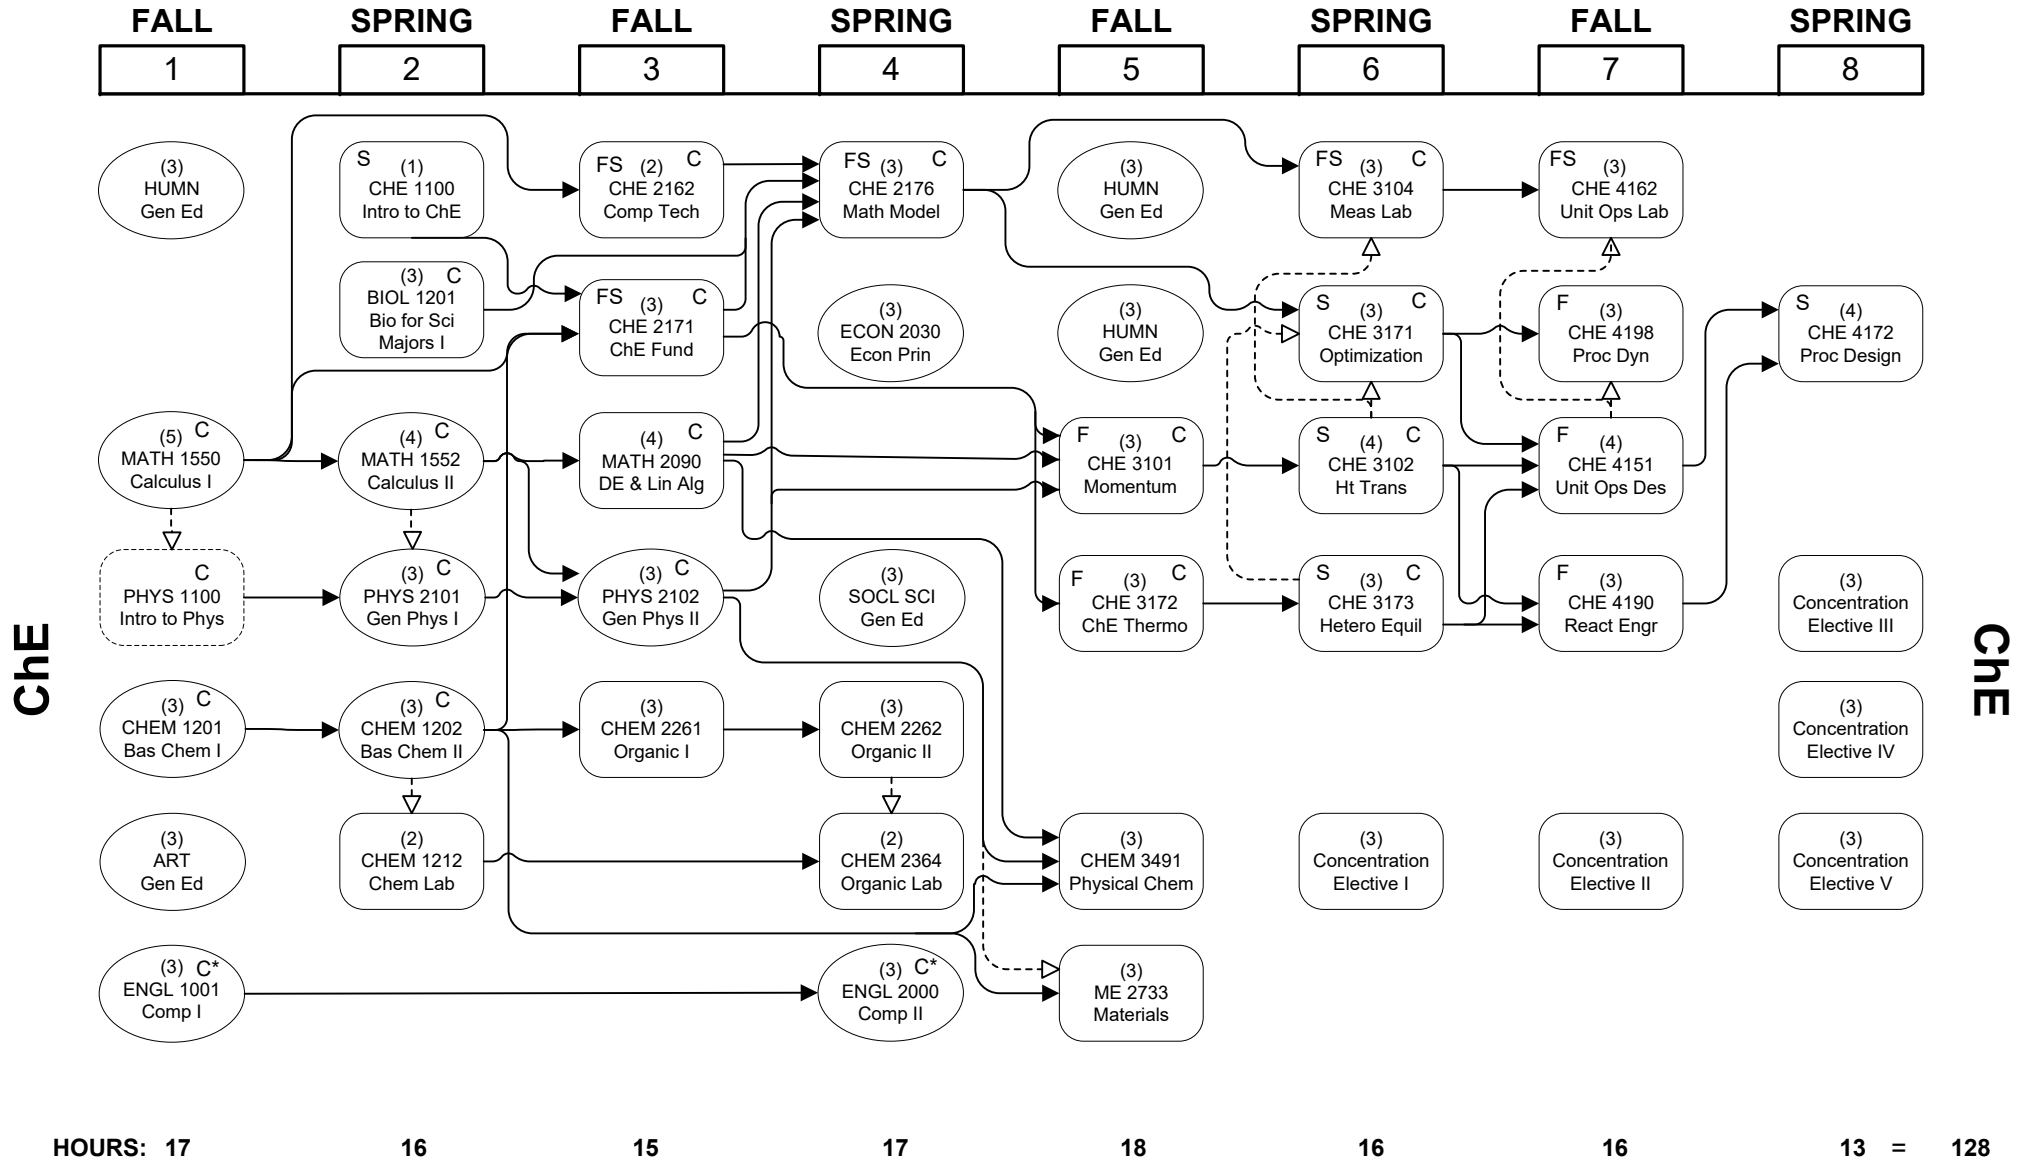 FALL
SPRING
FALL
SPRING
FALL
SPRING
FALL
SPRING
1
2
3
4
5
6
7
8
(3)
HUMN
Gen Ed
(5) C
MATH 1550
Calculus I
C
PHYS 1100
Intro to Phys
(3) C
CHEM 1201
Bas Chem I
(3)
ART
Gen Ed
(3) C*
ENGL 1001
Comp I
S (1)
CHE 1100
Intro to ChE
(3) C
BIOL 1201
Bio for Sci
Majors I
(4) C
MATH 1552
Calculus II
(3) C
PHYS 2101
Gen Phys I
(3) C
CHEM 1202
Bas Chem II
(2)
CHEM 1212
Chem Lab
FS (2) C
CHE 2162
Comp Tech
FS (3) C
CHE 2171
ChE Fund
(4) C
MATH 2090
DE & Lin Alg
(3) C
PHYS 2102
Gen Phys II
(3)
CHEM 2261
Organic I
FS (3) C
CHE 2176
Math Model
(3)
ECON 2030
Econ Prin
(3)
SOCL SCI
Gen Ed
(3)
CHEM 2262
Organic II
(2)
CHEM 2364
Organic Lab
(3) C*
ENGL 2000
Comp II
(3)
HUMN
Gen Ed
(3)
HUMN
Gen Ed
F (3) C
CHE 3101
Momentum
F (3) C
CHE 3172
ChE Thermo
(3)
CHEM 3491
Physical Chem
(3)
ME 2733
Materials
FS (3) C
CHE 3104
Meas Lab
S (3) C
CHE 3171
Optimization
S (4) C
CHE 3102
Ht Trans
S (3) C
CHE 3173
Hetero Equil
(3)
Concentration
Elective I
FS (3)
CHE 4162
Unit Ops Lab
F (3)
CHE 4198
Proc Dyn
F (4)
CHE 4151
Unit Ops Des
F (3)
CHE 4190
React Engr
(3)
Concentration
Elective II
S (4)
CHE 4172
Proc Design
(3)
Concentration
Elective III
(3)
Concentration
Elective IV
(3)
Concentration
Elective V
ChE
ChE
HOURS: 17 16 15 17 18 16 16 13 = 128